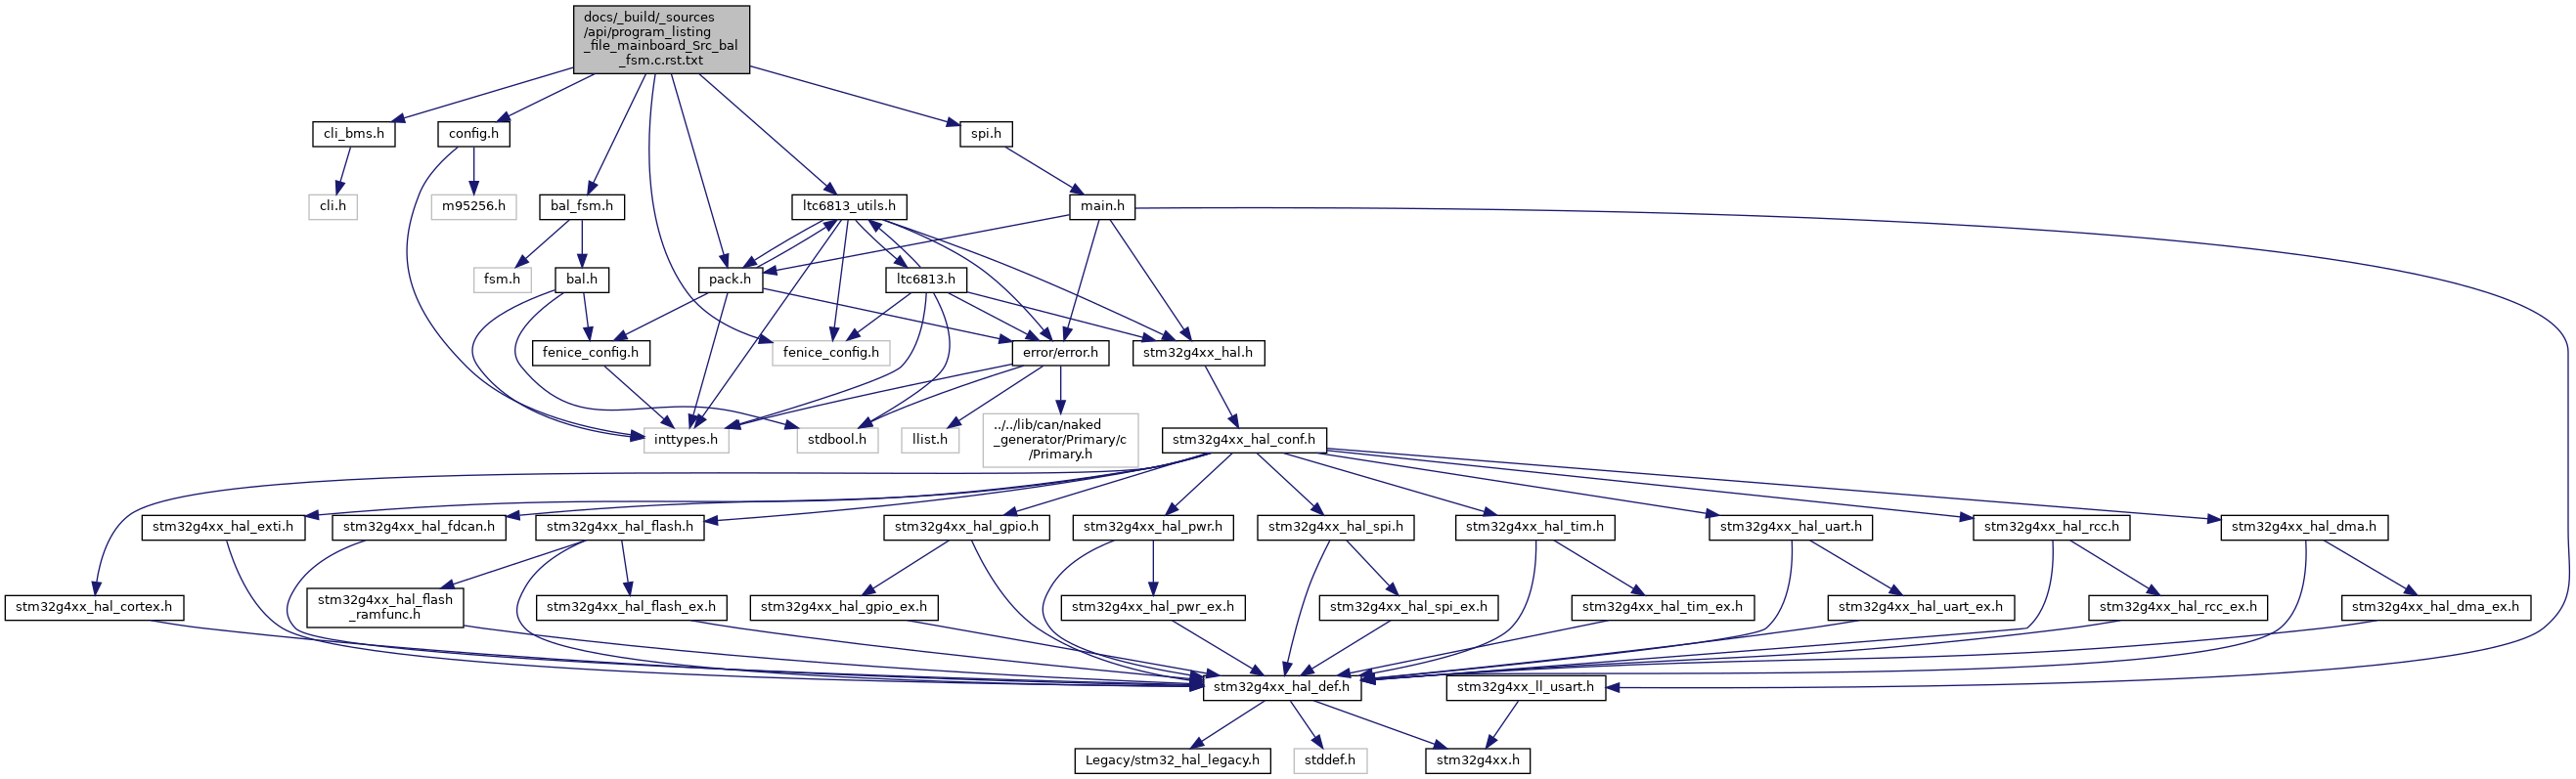 docs/_build/_sources
/api/program_listing
_file_mainboard_Src_bal
_fsm.c.rst.txt
cli_bms.h
config.h
spi.h
cli.h
m95256.h
bal_fsm.h
ltc6813_utils.h
main.h
fsm.h
bal.h
pack.h
ltc6813.h
fenice_config.h
fenice_config.h
error/error.h
stm32g4xx_hal.h
inttypes.h
stdbool.h
llist.h
../../lib/can/naked
_generator/Primary/c
/Primary.h
stm32g4xx_hal_conf.h
stm32g4xx_hal_exti.h
stm32g4xx_hal_fdcan.h
stm32g4xx_hal_flash.h
stm32g4xx_hal_gpio.h
stm32g4xx_hal_pwr.h
stm32g4xx_hal_spi.h
stm32g4xx_hal_tim.h
stm32g4xx_hal_uart.h
stm32g4xx_hal_rcc.h
stm32g4xx_hal_dma.h
stm32g4xx_hal_cortex.h
stm32g4xx_hal_flash
_ramfunc.h
stm32g4xx_hal_flash_ex.h
stm32g4xx_hal_gpio_ex.h
stm32g4xx_hal_pwr_ex.h
stm32g4xx_hal_spi_ex.h
stm32g4xx_hal_tim_ex.h
stm32g4xx_hal_uart_ex.h
stm32g4xx_hal_rcc_ex.h
stm32g4xx_hal_dma_ex.h
stm32g4xx_hal_def.h
stm32g4xx_ll_usart.h
Legacy/stm32_hal_legacy.h
stddef.h
stm32g4xx.h